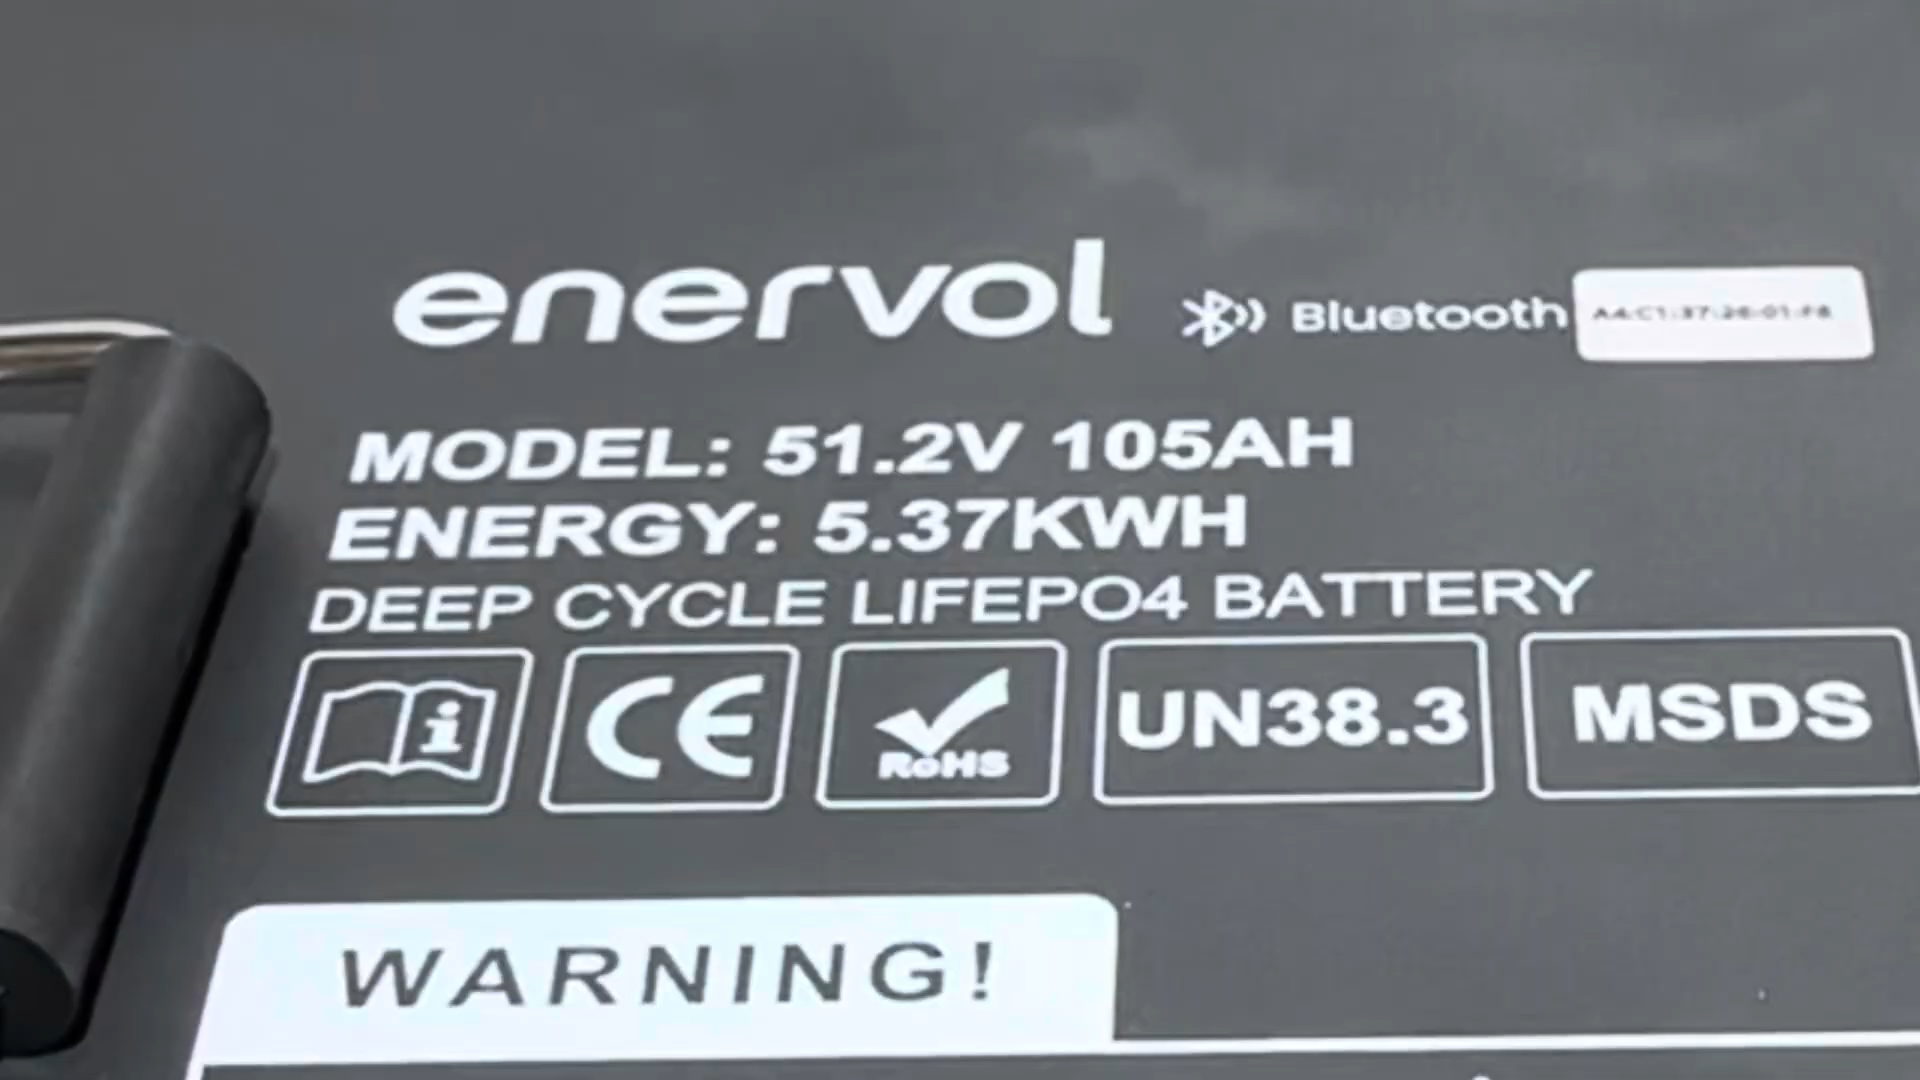 enervol
Bluetooth
MODEL: 51.2V 105AH
ENERGY: 5.37KWH
DEEP CYCLE LIFEPO4 BATTERY
i CE RoHS UN38.3 MSDS
WARNING!